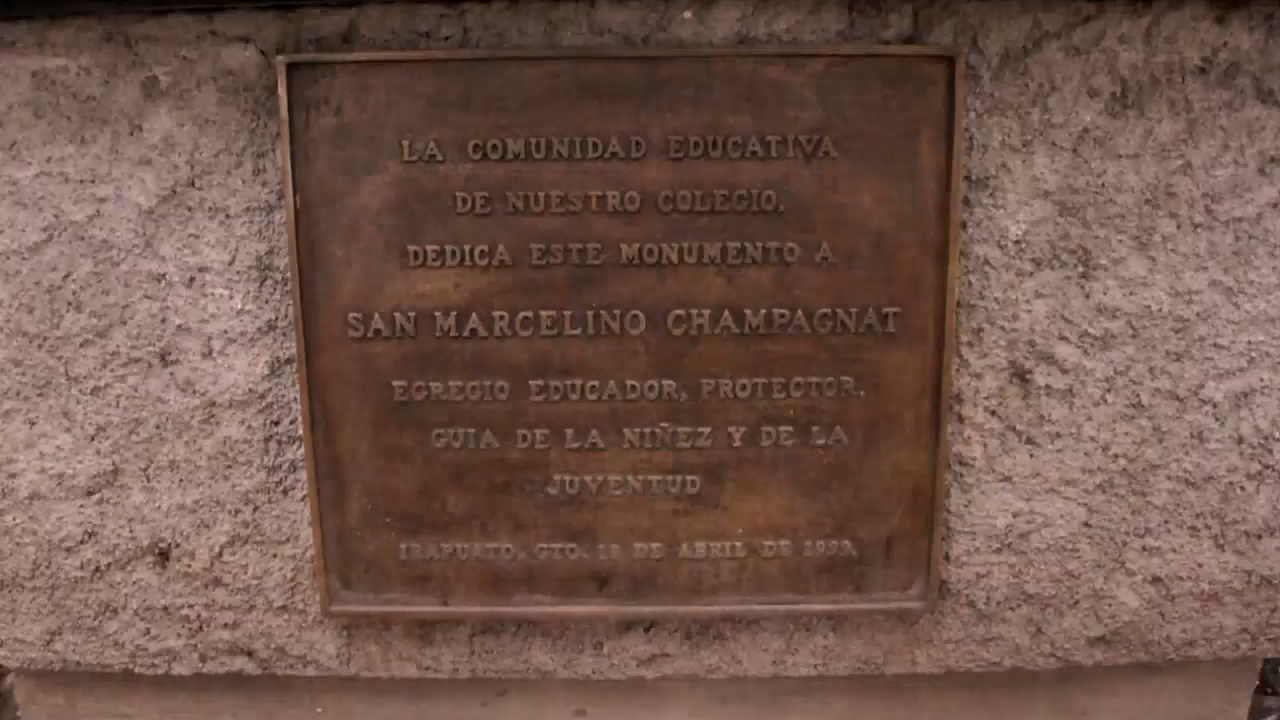 LA COMUNIDAD EDUCATIVA
DE NUESTRO COLEGIO,
DEDICA ESTE MONUMENTO A
SAN MARCELINO CHAMPAGNAT
EGREGIO EDUCADOR, PROTECTOR,
GUIA DE LA NIÑEZ Y DE LA
JUVENTUD
IRAPUATO, GTO. DE ABRIL DE